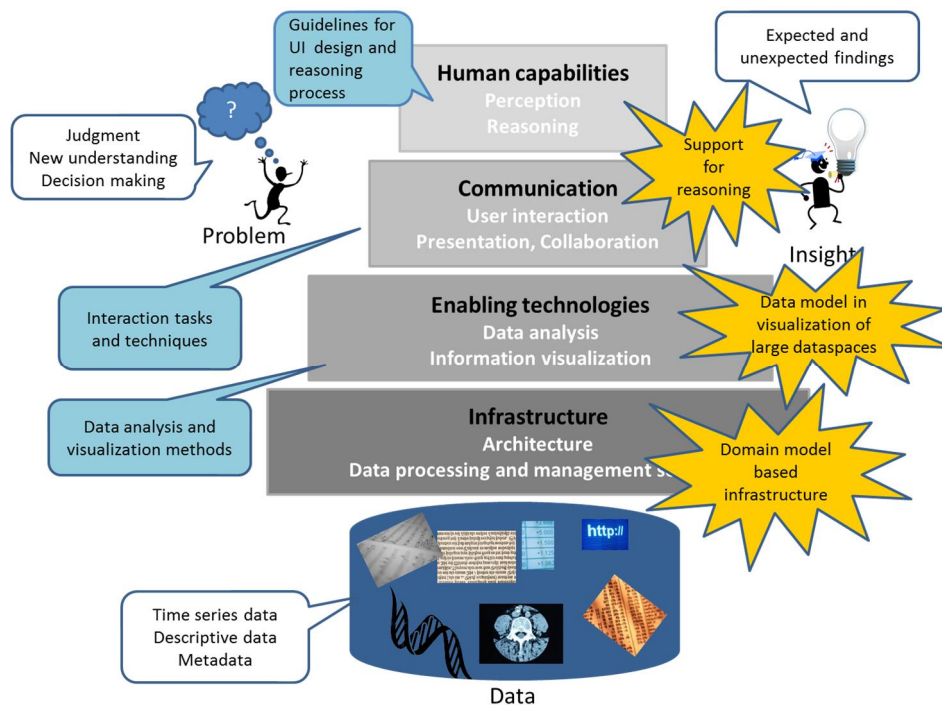 Guidelines for
UI design and
reasoning
process
Expected and
unexpected findings
Human capabilities
Perception
Reasoning
?
Judgment
New understanding
Decision making
Problem
Support
for
reasoning
Communication
User interaction
Presentation, Collaboration
Insight
Interaction tasks
and techniques
Enabling technologies
Data analysis
Information visualization
Data model in
visualization of
large dataspaces
Data analysis and
visualization methods
Infrastructure
Architecture
Data processing and management
Domain model
based
infrastructure
http://
Time series data
Descriptive data
Metadata
Data